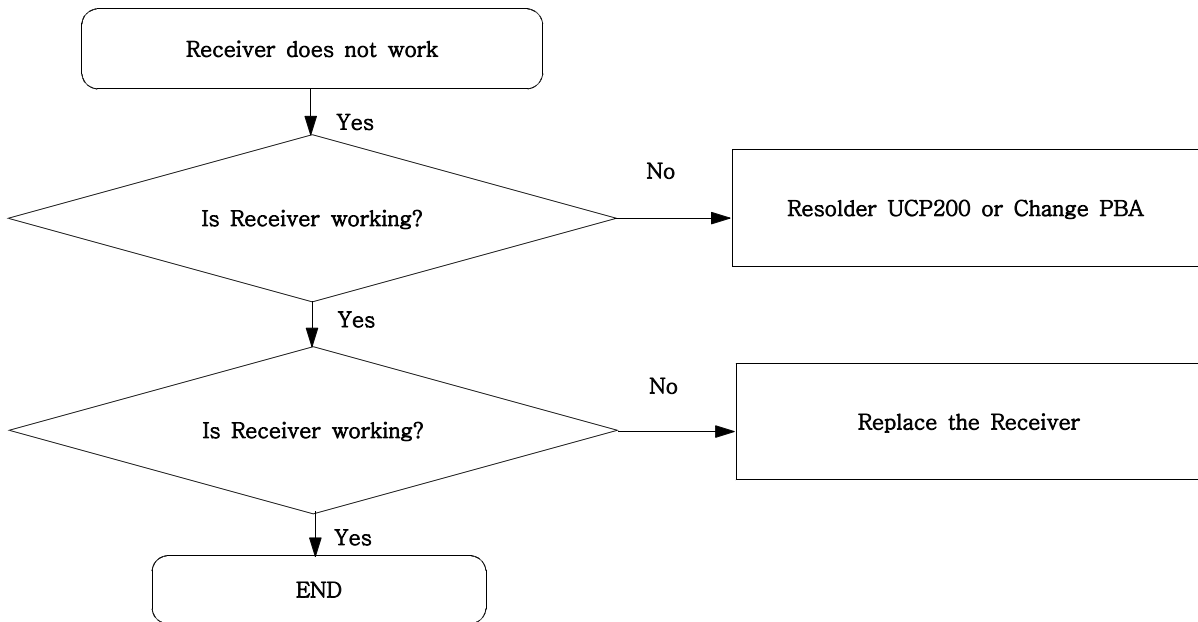 Receiver does not work
Yes
Is Receiver working?
No
Resolder UCP200 or Change PBA
Yes
Is Receiver working?
No
Replace the Receiver
Yes
END